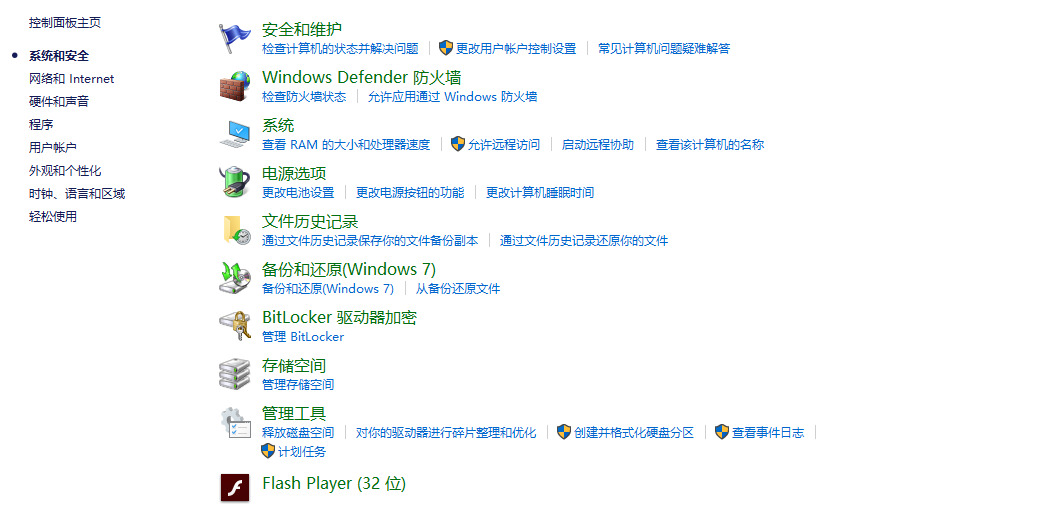 控制面板主页
系统和安全
网络和 Internet
硬件和声音
程序
用户帐户
外观和个性化
时钟、语言和区域
轻松使用
安全和维护
检查计算机的状态并解决问题 更改用户帐户控制设置 常见计算机问题疑难解答
Windows Defender 防火墙
检查防火墙状态 允许应用通过 Windows 防火墙
系统
查看 RAM 的大小和处理器速度 允许远程访问 启动远程协助 查看该计算机的名称
电源选项
更改电池设置 更改电源按钮的功能 更改计算机睡眠时间
文件历史记录
通过文件历史记录保存你的文件备份副本 通过文件历史记录还原你的文件
备份和还原(Windows 7)
备份和还原(Windows 7) 从备份还原文件
BitLocker 驱动器加密
管理 BitLocker
存储空间
管理存储空间
管理工具
释放磁盘空间 对你的驱动器进行碎片整理和优化 创建并格式化硬盘分区 查看事件日志
计划任务
Flash Player (32 位)